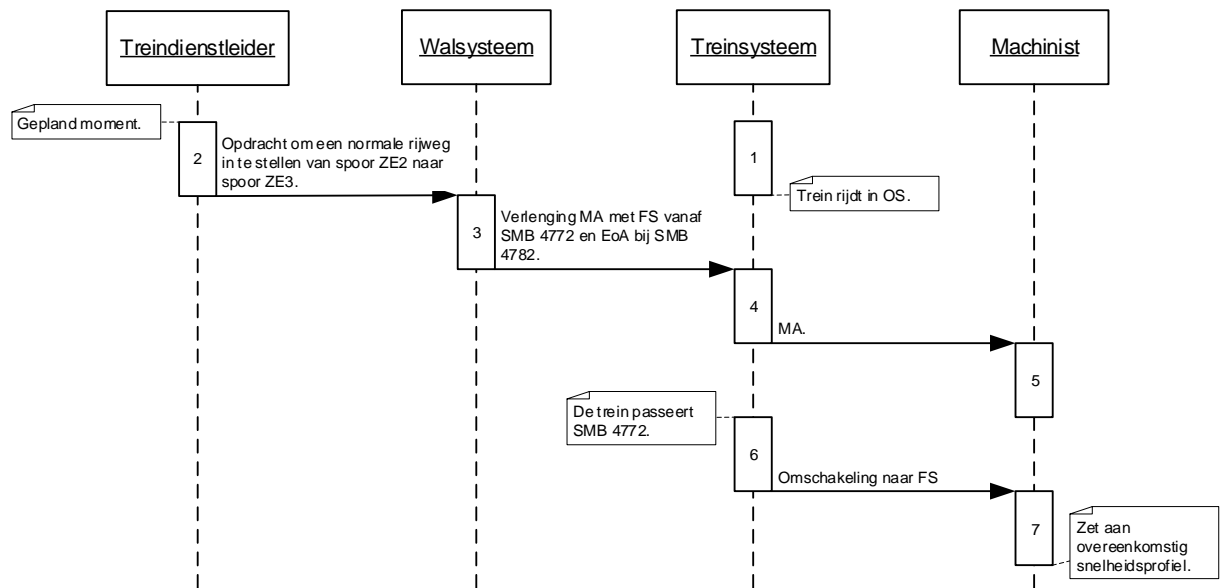 Treindienstleider
Walsysteem
Treinsysteem
Machinist
Gepland moment.
2
Opdracht om een normale rijweg
in te stellen van spoor ZE2 naar
spoor ZE3.
1
Trein rijdt in OS.
3
Verlenging MA met FS vanaf
SMB 4772 en EoA bij SMB
4782.
4
MA.
5
De trein passeert
SMB 4772.
6
Omschakeling naar FS
7
Zet aan
overeenkomstig
snelheidsprofiel.